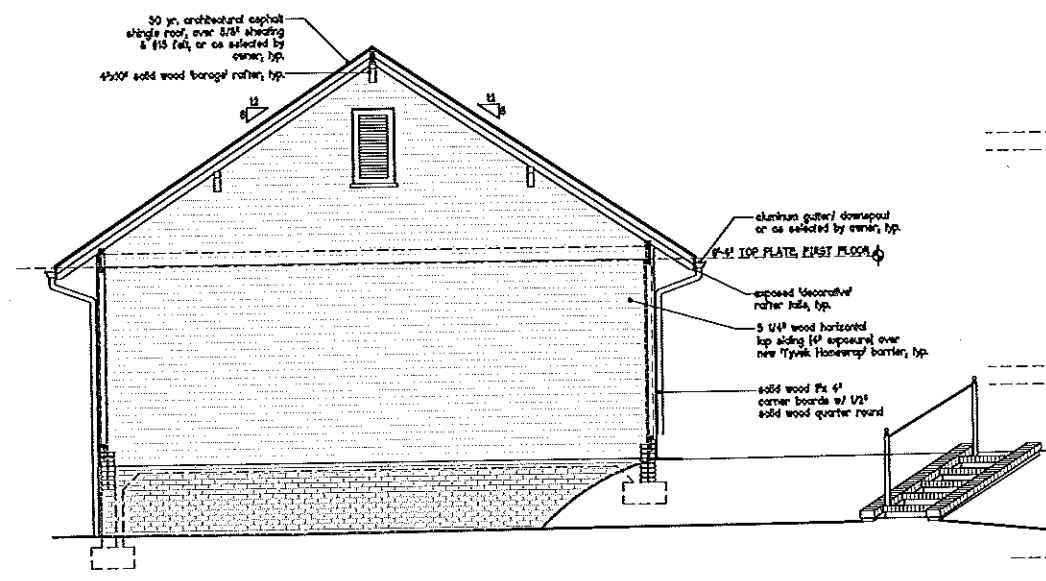 30 yr. architectural asphalt
shingle roof, over 5/8" sheating
& #15 felt, or as selected by
owner, typ.
4"x10" solid wood 'barage' rafter, typ.
12
8
12
8
aluminum gutter/ downspout
or as selected by owner, typ.
TOP PLATE, FIRST FLOOR
exposed 'decorative'
rafter tails, typ.
5 1/4" wood horizontal
lap siding [4" exposure] over
new 'Tyvek Homewrap' barrier, typ.
solid wood 4"
corner boards w/ 1/2"
solid wood quarter round